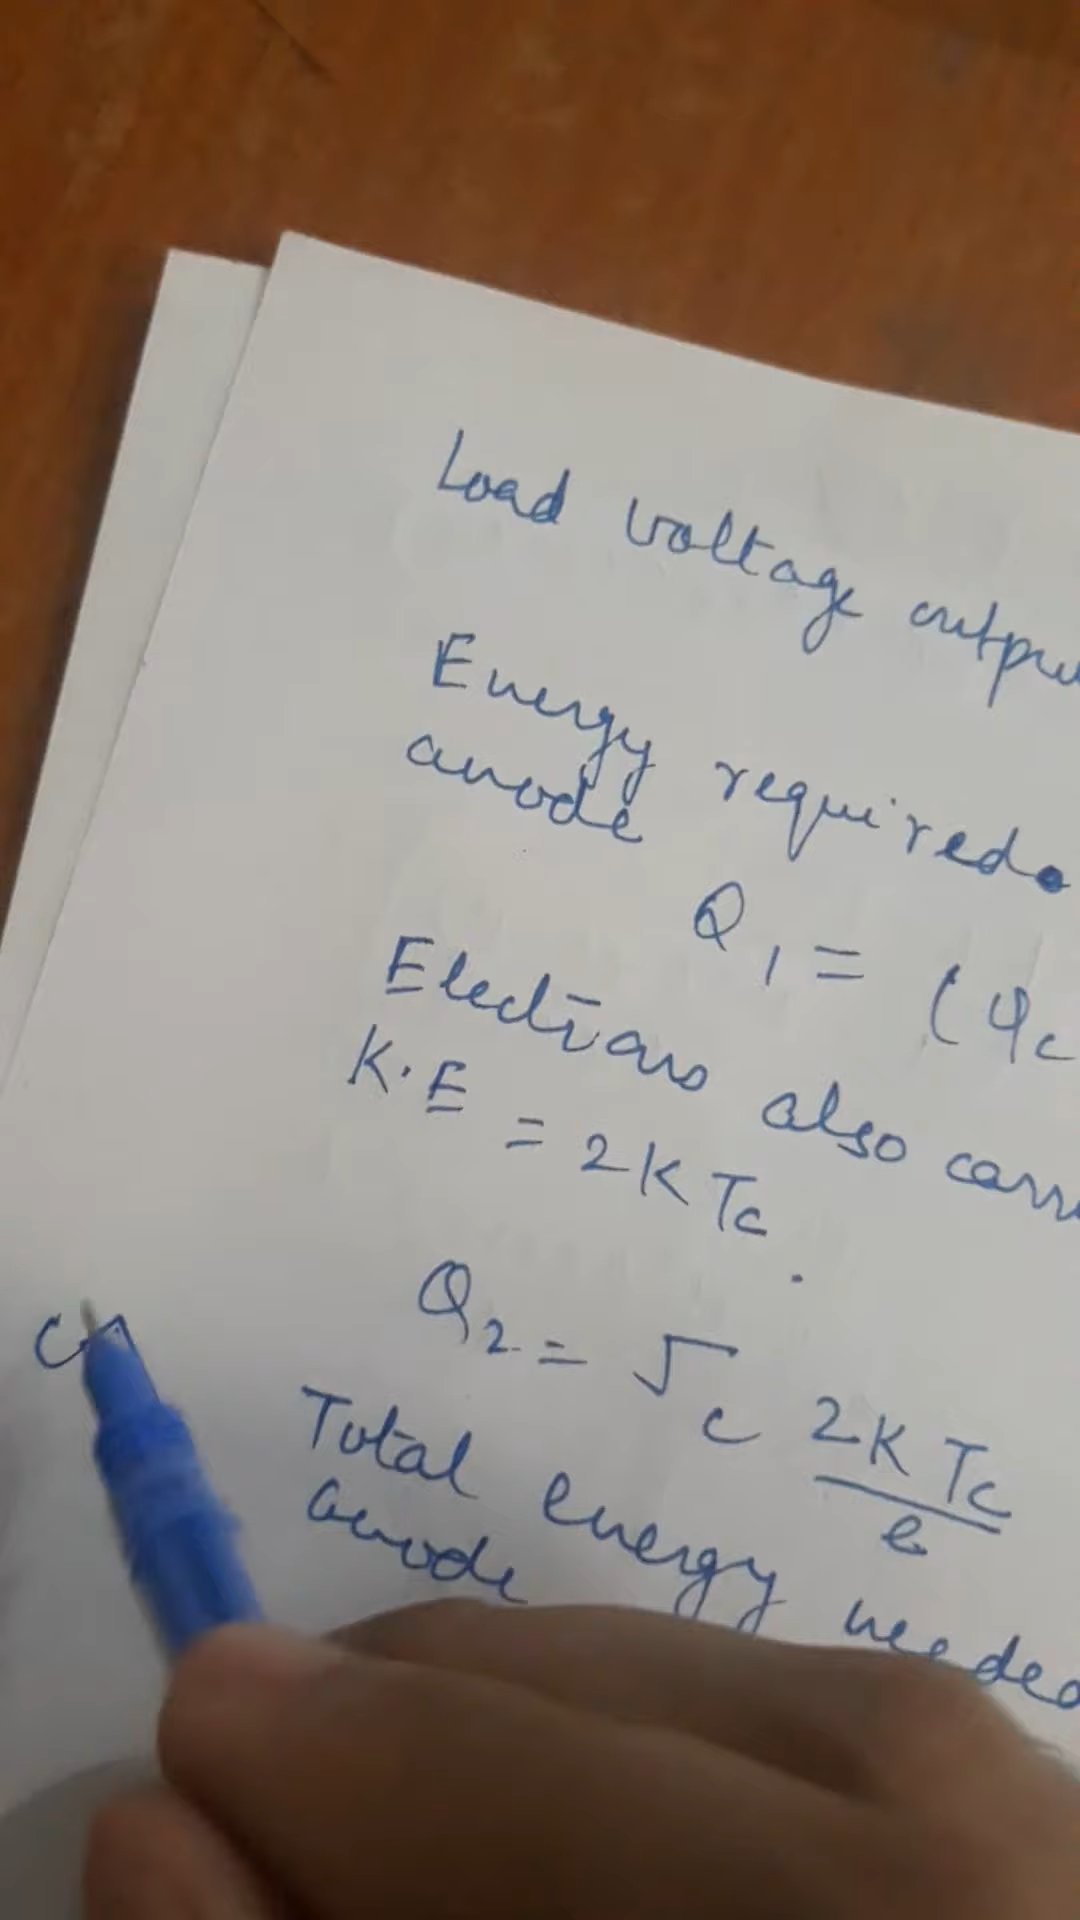 Load voltage outpu
Energy required
anode
Q1 = (φc
Electrons also carr
K.E = 2KTc.
Q2 = Jc 2KTc/e
Total energy needed
anode